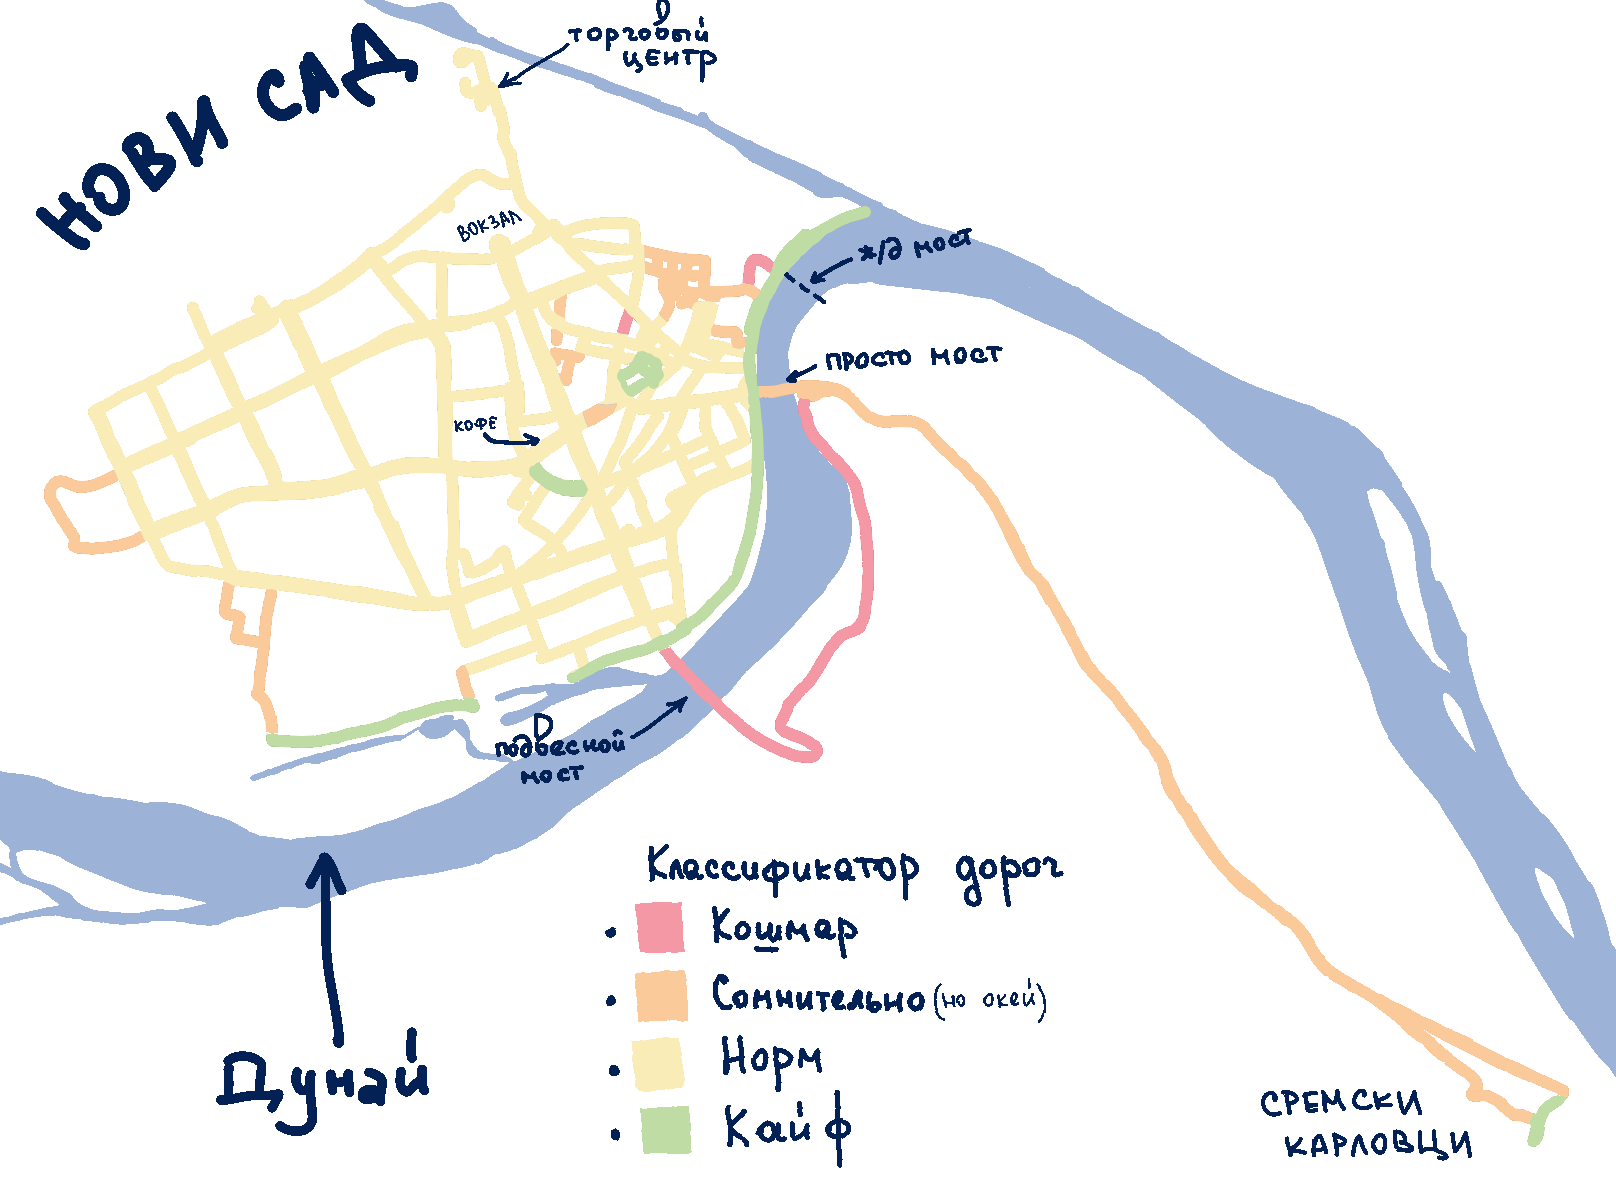 НОВИ САД
торговый
центр
ВОКЗАЛ
ж/д мост
просто мост
КОФЕ
подвесной
мост
Дунай
Классификатор дорог
• Кошмар
• Сомнительно (но окей)
• Норм
• Кайф
СРЕМСКИ
КАРЛОВЦИ